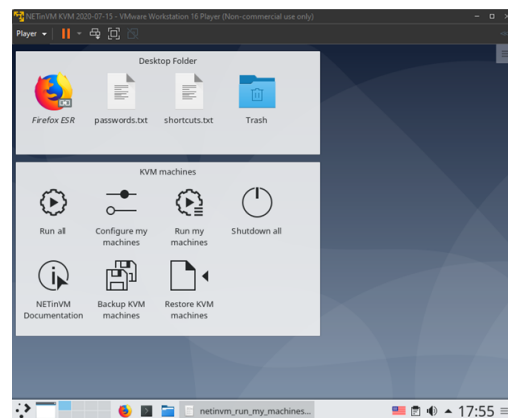 NETinVM KVM 2020-07-15 - VMware Workstation 16 Player (Non-commercial use only)
Player
Desktop Folder
Firefox ESR
passwords.txt
shortcuts.txt
Trash
KVM machines
Run all
Configure my
machines
Run my
machines
Shutdown all
NETinVM
Documentation
Backup KVM
machines
Restore KVM
machines
netinvm_run_my_machines...
17:55